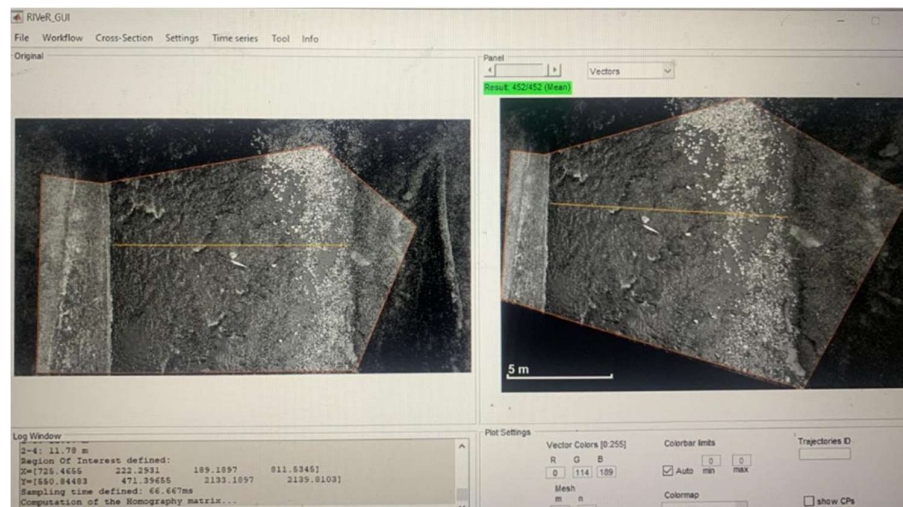 RIVeR_GUI
File Workflow Cross-Section Settings Time series Tool Info
Original
Panel
Vectors
Result: 452/452 (Mean)
5 m
Log Window
2-4: 11.78 m
Region Of Interest defined:
X=[725.4655 222.2931 189.1897 811.5345]
Y=[550.84483 471.39655 2133.1897 2139.8103]
Sampling time defined: 66.667ms
Computation of the Homography matrix...
Plot Settings
Vector Colors [0:255]
R G B
0 114 189
Mesh
m n
Colorbar limits
Auto min max
0 0
Colormap
Trajectories ID
show CPs